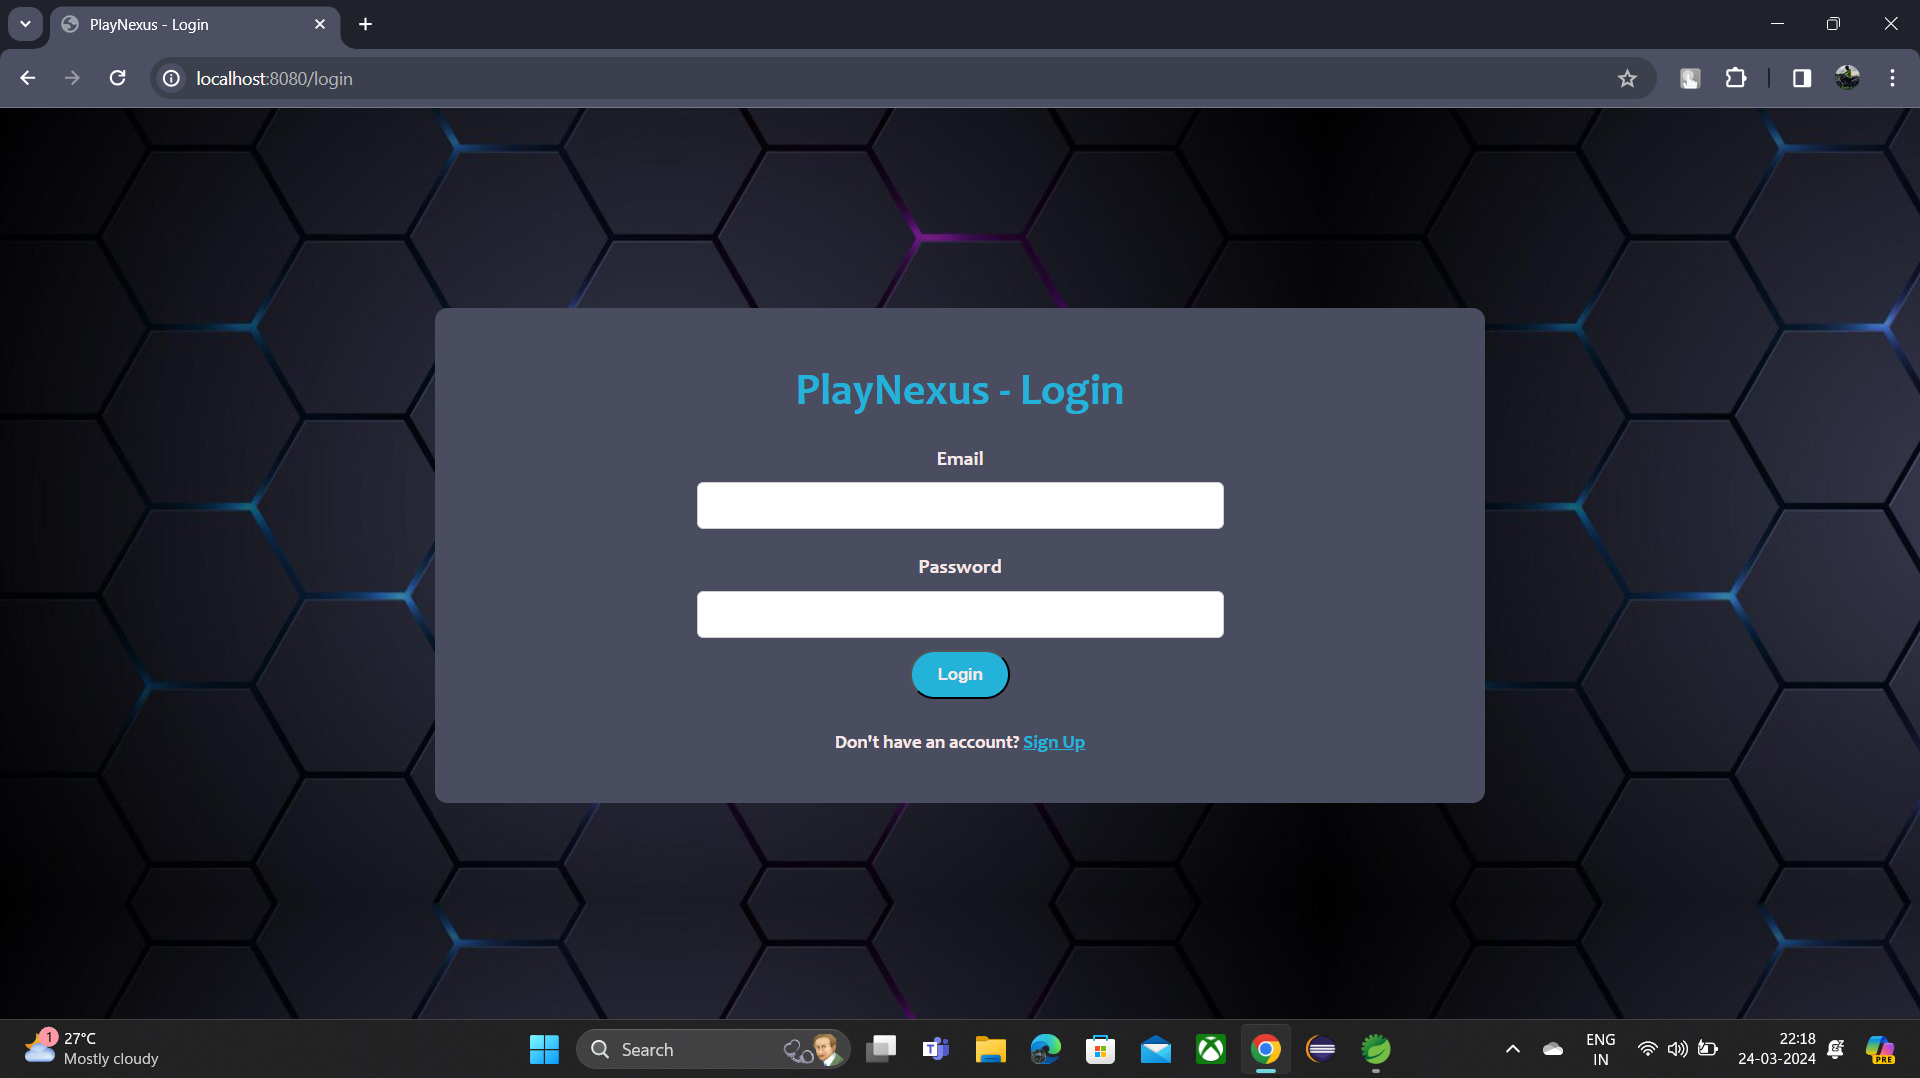 PlayNexus - Login
localhost:8080/login
PlayNexus - Login
Email
Password
Login
Don't have an account? Sign Up
1
27°C
Mostly cloudy
Search
T
ENG
IN
22:18
24-03-2024
z
PRE